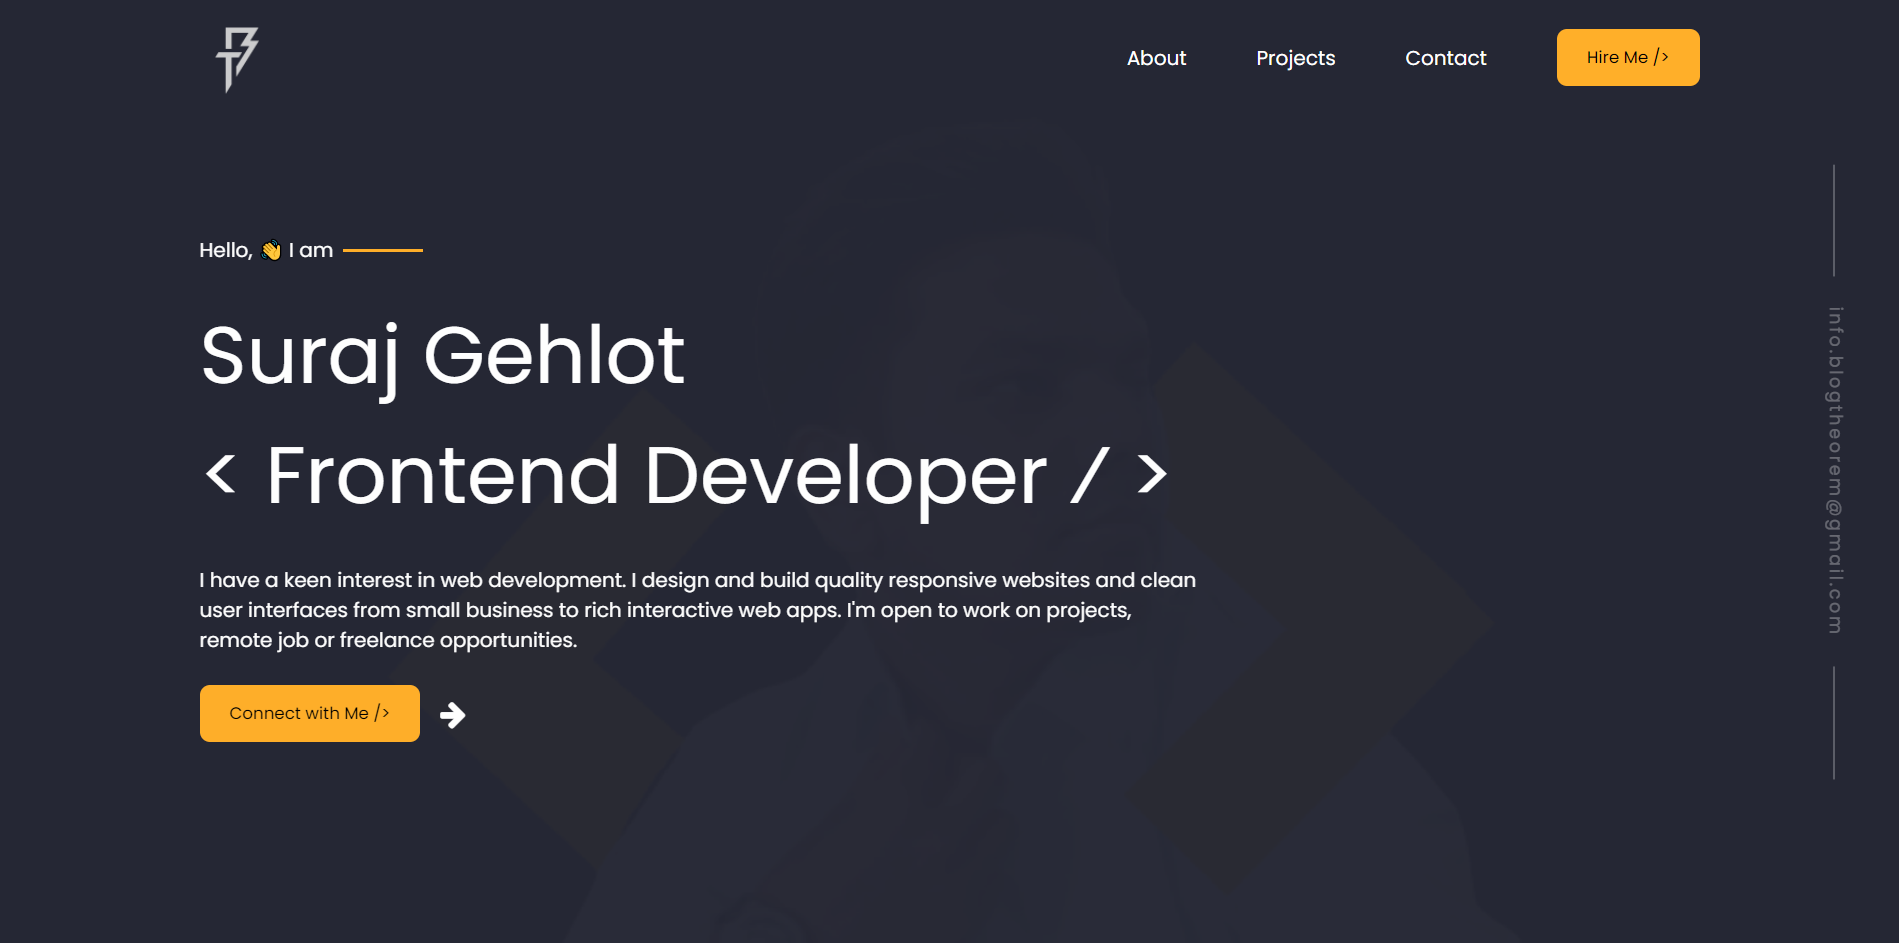 About Projects Contact Hire Me />
Hello, 👋 I am
Suraj Gehlot
< Frontend Developer / >
I have a keen interest in web development. I design and build quality responsive websites and clean
user interfaces from small business to rich interactive web apps. I'm open to work on projects,
remote job or freelance opportunities.
Connect with Me />
info.blogtheorem@gmail.com